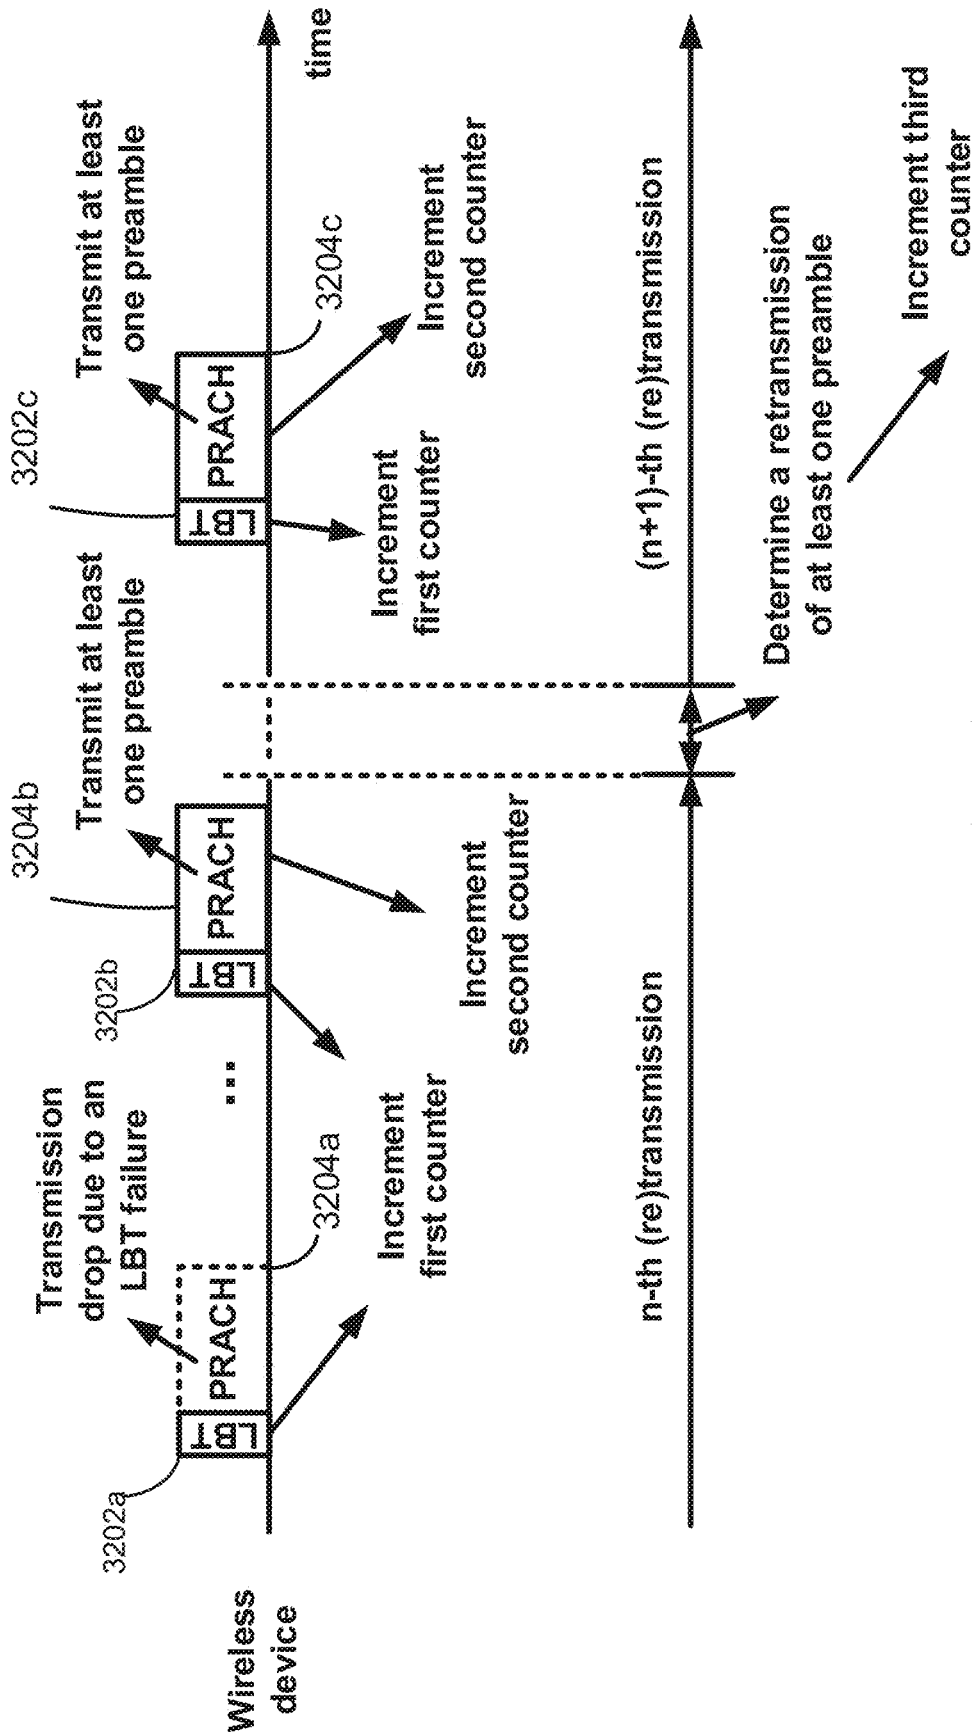 Wireless
device
3202a
LBT
PRACH
Transmission
drop due to an
LBT failure
3204a
Increment
first counter
...
3202b
LBT
PRACH
3204b
Transmit at least
one preamble
Increment
first counter
Increment
second counter
3202c
LBT
PRACH
Transmit at least
one preamble
3204c
Increment
first counter
Increment
second counter
time
n-th (re)transmission
(n+1)-th (re)transmission
Determine a retransmission
of at least one preamble
Increment third
counter